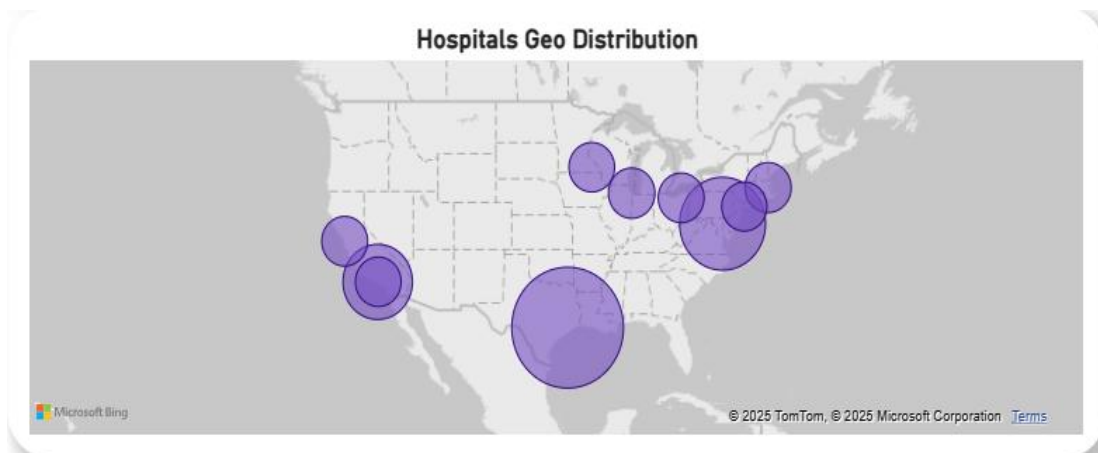 Hospitals Geo Distribution
Microsoft Bing
© 2025 TomTom, © 2025 Microsoft Corporation Terms